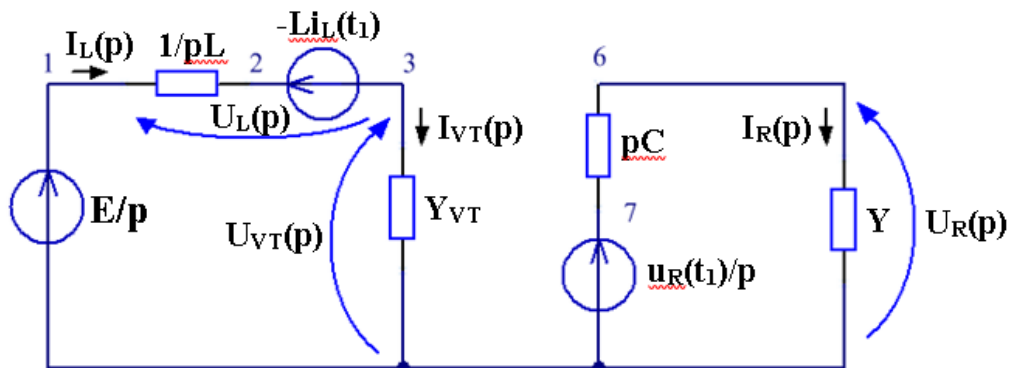 -LiL(t1)
IL(p)
1/pL
1
2
3
6
UL(p)
IVT(p)
pC
IR(p)
E/p
UVT(p)
YVT
7
uR(t1)/p
Y
UR(p)